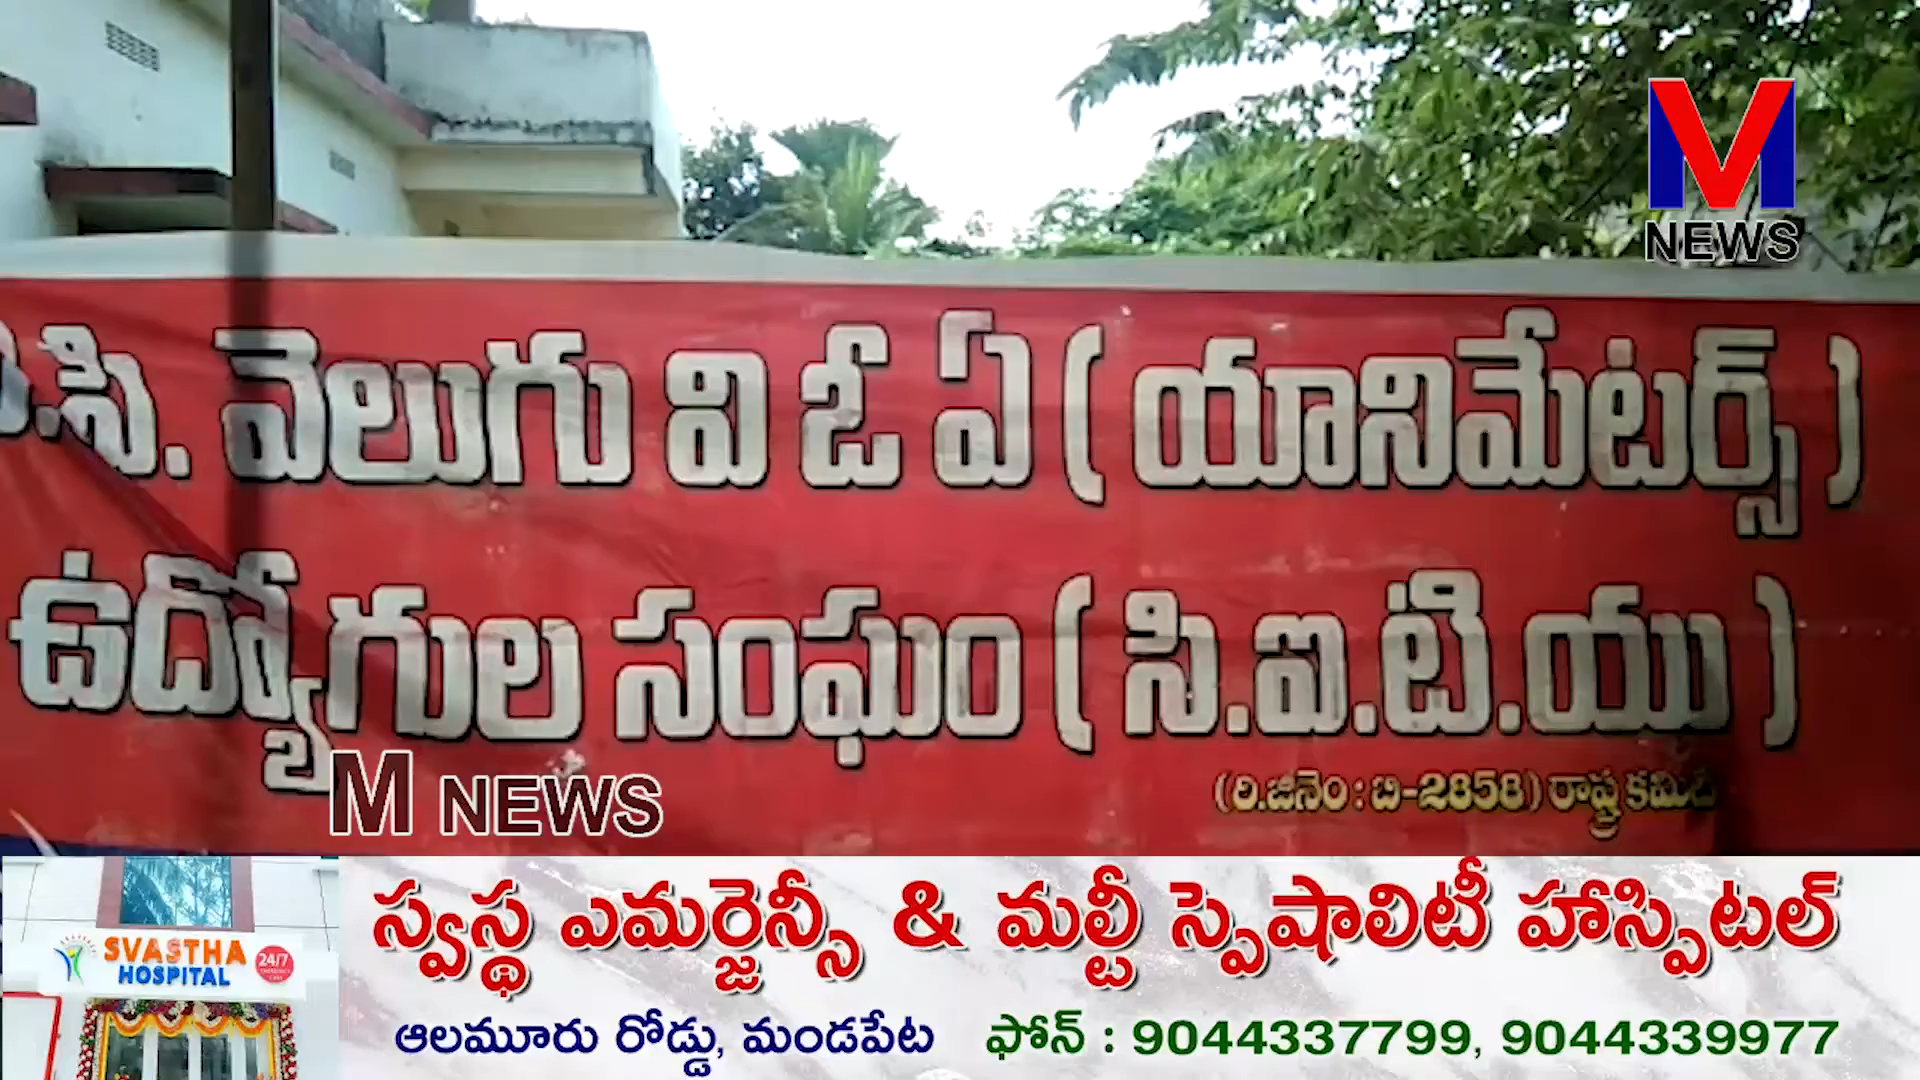 M
NEWS
.సి. వెలుగు వి ఓ ఏ ( యానిమేటర్స్ )
ఉద్యోగుల సంఘం ( సి.ఐ.టి.యు )
(రి.జినెం : బి-2858) రాష్ట్ర కమిటి
M NEWS
SVASTHA
HOSPITAL
24/7
స్వస్థ ఎమర్జెన్సీ & మల్టీ స్పెషాలిటీ హాస్పిటల్
ఆలమూరు రోడ్డు, మండపేట ఫోన్ : 9044337799, 9044339977